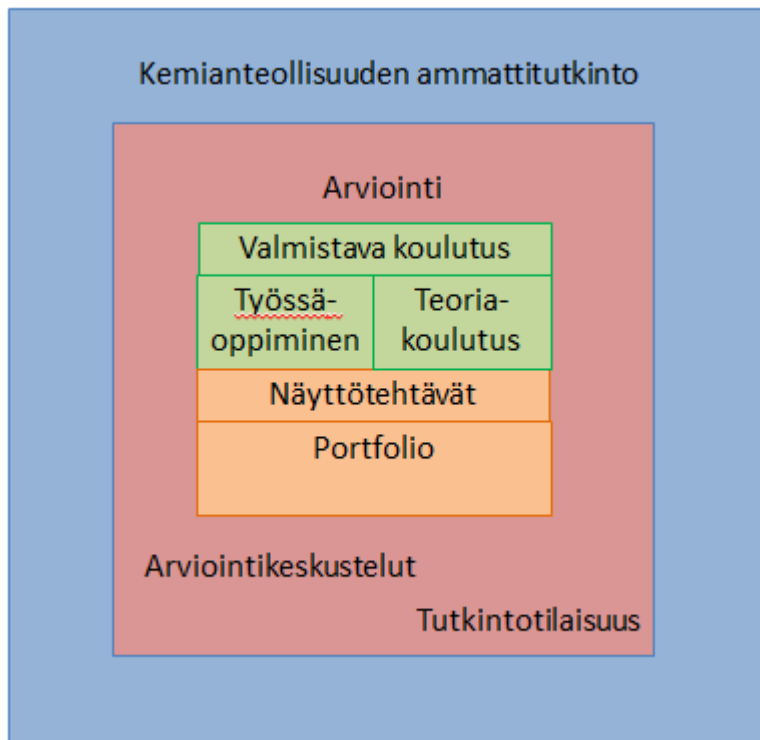 Kemianteollisuuden ammattitutkinto
Arviointi
Valmistava koulutus
Työssä-
oppiminen
Teoria-
koulutus
Näyttötehtävät
Portfolio
Arviointikeskustelut
Tutkintotilaisuus